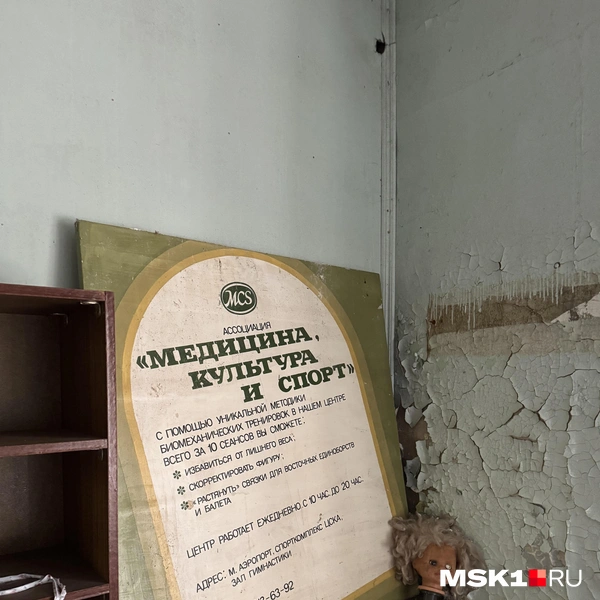 MCS
АССОЦИАЦИЯ
«МЕДИЦИНА,
КУЛЬТУРА
И СПОРТ»
С ПОМОЩЬЮ УНИКАЛЬНОЙ МЕТОДИКИ
БИОМЕХАНИЧЕСКИХ ТРЕНИРОВОК В НАШЕМ ЦЕНТРЕ
ВСЕГО ЗА 10 СЕАНСОВ ВЫ СМОЖЕТЕ:
ИЗБАВИТЬСЯ ОТ ЛИШНЕГО ВЕСА;
СКОРРЕКТИРОВАТЬ ФИГУРУ;
«РАСТЯНУТЬ» СВЯЗКИ ДЛЯ ВОСТОЧНЫХ ЕДИНОБОРСТВ
И БАЛЕТА
ЦЕНТР РАБОТАЕТ ЕЖЕДНЕВНО С 10 ЧАС. ДО 20 ЧАС.
АДРЕС: М. АЭРОПОРТ, СПОРТКОМПЛЕКС ЦСКА,
ЗАЛ ГИМНАСТИКИ
-63-92
MSK1.RU